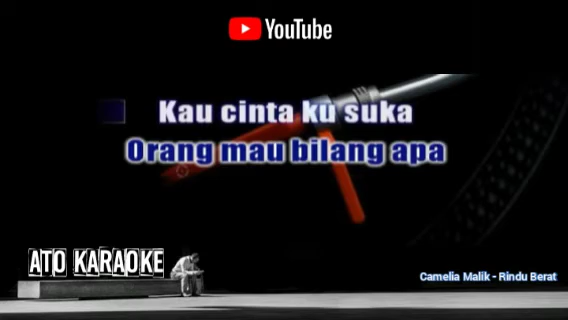 YouTube
Kau cinta ku suka
Orang mau bilang apa
ATO KARAOKE
Camelia Malik - Rindu Berat